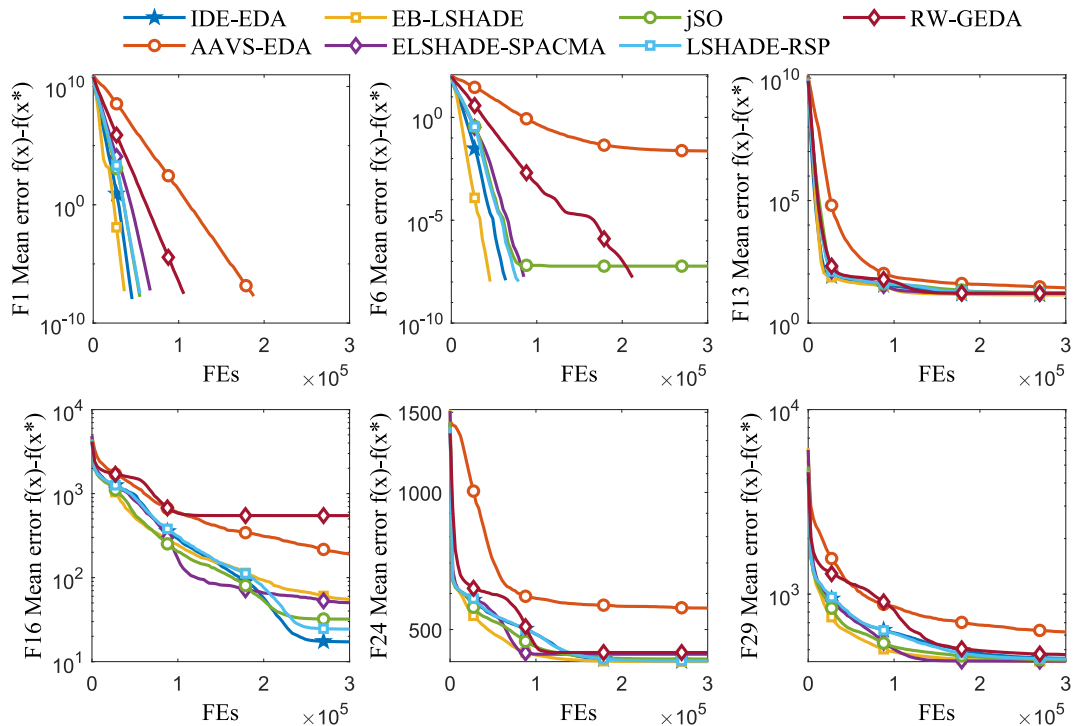 IDE-EDA EB-LSHADE jSO RW-GEDA
AAVS-EDA ELSHADE-SPACMA LSHADE-RSP
F1 Mean error f(x)-f(x*)
10^10
10^0
10^-10
0 1 2 3
FEs ×10^5
F6 Mean error f(x)-f(x*)
10^0
10^-5
10^-10
0 1 2 3
FEs ×10^5
F13 Mean error f(x)-f(x*)
10^10
10^5
10^0
0 1 2 3
FEs ×10^5
F16 Mean error f(x)-f(x*)
10^4
10^3
10^2
10^1
0 1 2 3
FEs ×10^5
F24 Mean error f(x)-f(x*)
1500
1000
500
0 1 2 3
FEs ×10^5
F29 Mean error f(x)-f(x*)
10^4
10^3
0 1 2 3
FEs ×10^5